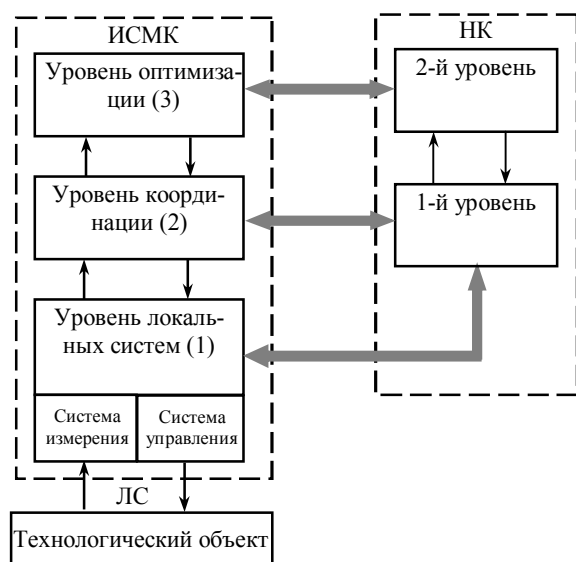 ИСМК
НК
Уровень оптимиза-
ции (3)
2-й уровень
Уровень коорди-
нации (2)
1-й уровень
Уровень локаль-
ных систем (1)
Система
измерения
Система
управления
ЛС
Технологический объект